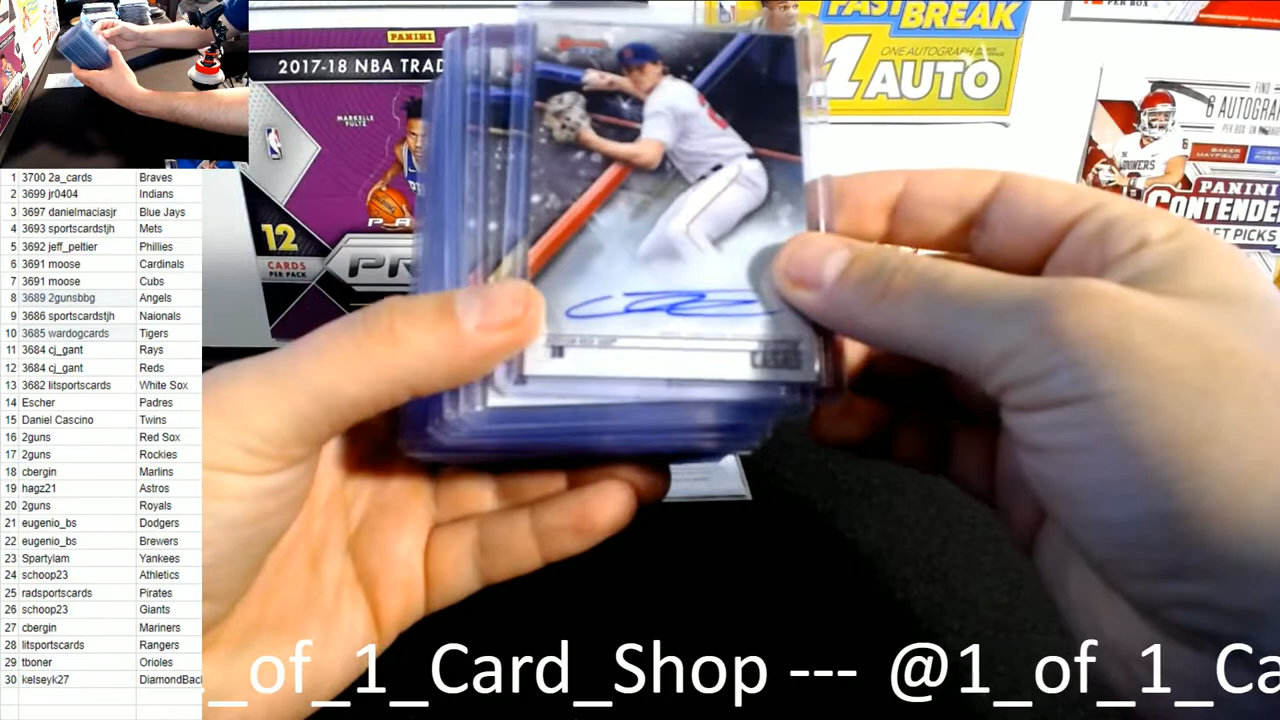 PANINI
2017-18 NBA TRAD
MARKELLE
FULTZ
12
CARDS
PER PACK
PR
FAST
BREAK
ONE AUTOGRAPH
1 AUTO
PER BOX
FIND
6 AUTOGRA
PER BOX
SOONERS
BAKER
MAYFIELD
PANINI
CONTENDE
FT PICKS
1 3700 2a_cards Braves
2 3699 jr0404 Indians
3 3697 danielmaciasjr Blue Jays
4 3693 sportscardstjh Mets
5 3692 jeff_peltier Phillies
6 3691 moose Cardinals
7 3691 moose Cubs
8 3689 2gunsbbg Angels
9 3686 sportscardstjh Naionals
10 3685 wardogcards Tigers
11 3684 cj_gant Rays
12 3684 cj_gant Reds
13 3682 litsportscards White Sox
14 Escher Padres
15 Daniel Cascino Twins
16 2guns Red Sox
17 2guns Rockies
18 cbergin Marlins
19 hagz21 Astros
20 2guns Royals
21 eugenio_bs Dodgers
22 eugenio_bs Brewers
23 Spartylam Yankees
24 schoop23 Athletics
25 radsportscards Pirates
26 schoop23 Giants
27 cbergin Mariners
28 litsportscards Rangers
29 tboner Orioles
30 kelseyk27 DiamondBac
_of_1_Card_Shop --- @1_of_1_Ca